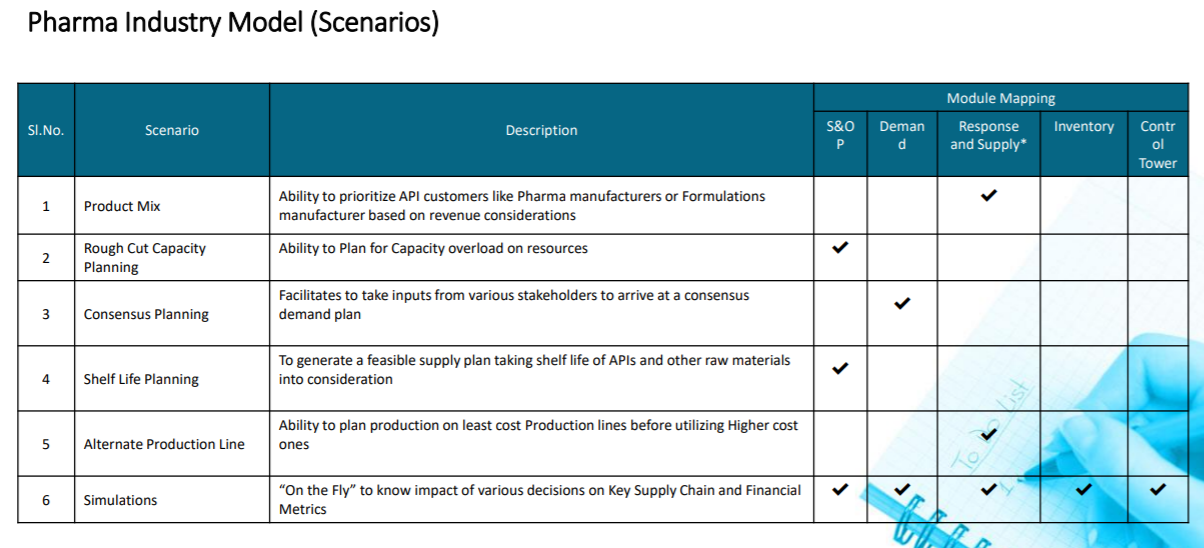 Pharma Industry Model (Scenarios)
Module Mapping
Sl.No.
Scenario
Description
S&O
P
Deman
d
Response
and Supply*
Inventory
Contr
ol
Tower
1
Product Mix
Ability to prioritize API customers like Pharma manufacturers or Formulations
manufacturer based on revenue considerations
✔
2
Rough Cut Capacity
Planning
Ability to Plan for Capacity overload on resources
✔
3
Consensus Planning
Facilitates to take inputs from various stakeholders to arrive at a consensus
demand plan
✔
4
Shelf Life Planning
To generate a feasible supply plan taking shelf life of APIs and other raw materials
into consideration
✔
5
Alternate Production Line
Ability to plan production on least cost Production lines before utilizing Higher cost
ones
✔
6
Simulations
“On the Fly” to know impact of various decisions on Key Supply Chain and Financial
Metrics
✔ ✔ ✔ ✔ ✔
To Do List